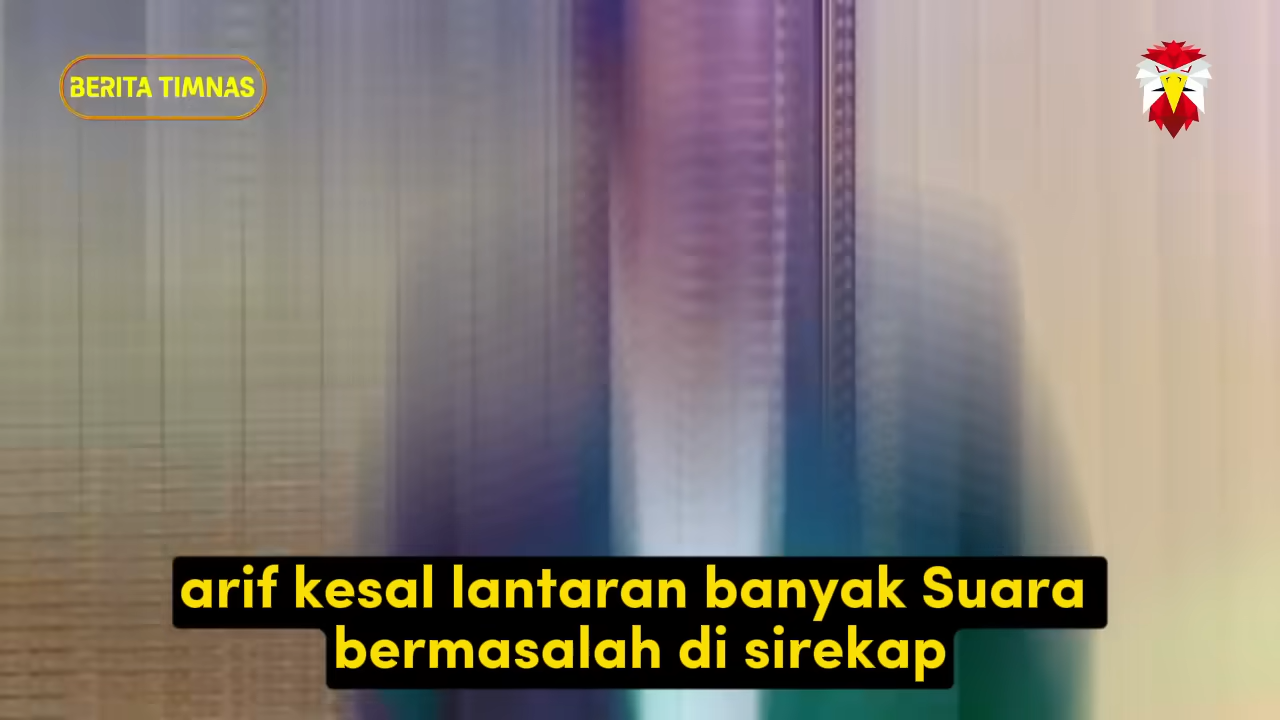 BERITA TIMNAS
arif kesal lantaran banyak Suara
bermasalah di sirekap